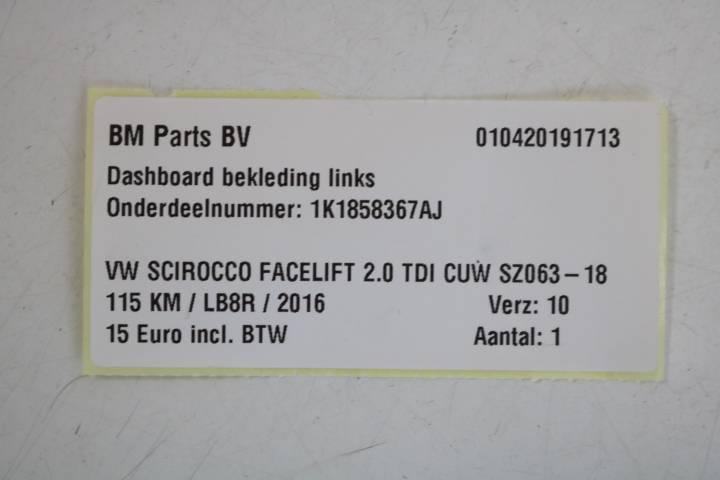 BM Parts BV 010420191713
Dashboard bekleding links
Onderdeelnummer: 1K1858367AJ
VW SCIROCCO FACELIFT 2.0 TDI CUW SZ063-18
115 KM / LB8R / 2016 Verz: 10
15 Euro incl. BTW Aantal: 1